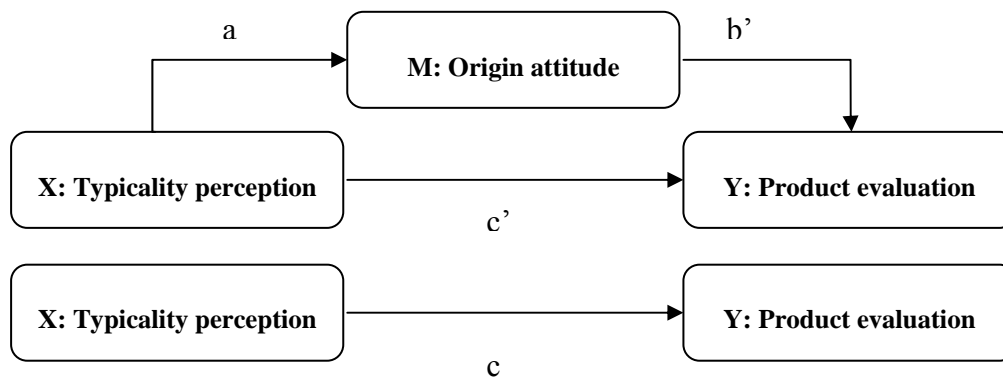 a
b’
M: Origin attitude
X: Typicality perception
Y: Product evaluation
c’
X: Typicality perception
Y: Product evaluation
c